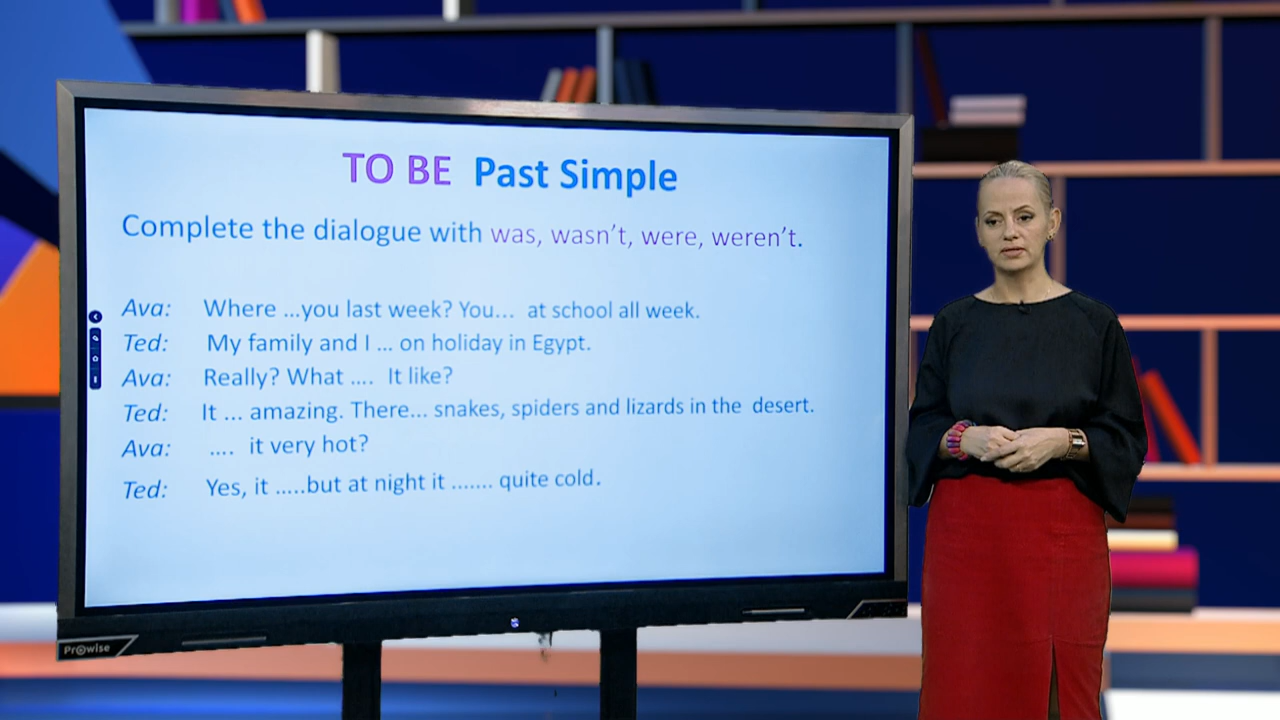 TO BE Past Simple
Complete the dialogue with was, wasn't, were, weren't.
Ava: Where ...you last week? You... at school all week.
Ted: My family and I ... on holiday in Egypt.
Ava: Really? What .... It like?
Ted: It ... amazing. There... snakes, spiders and lizards in the desert.
Ava: .... it very hot?
Ted: Yes, it .....but at night it ....... quite cold.
Prowise